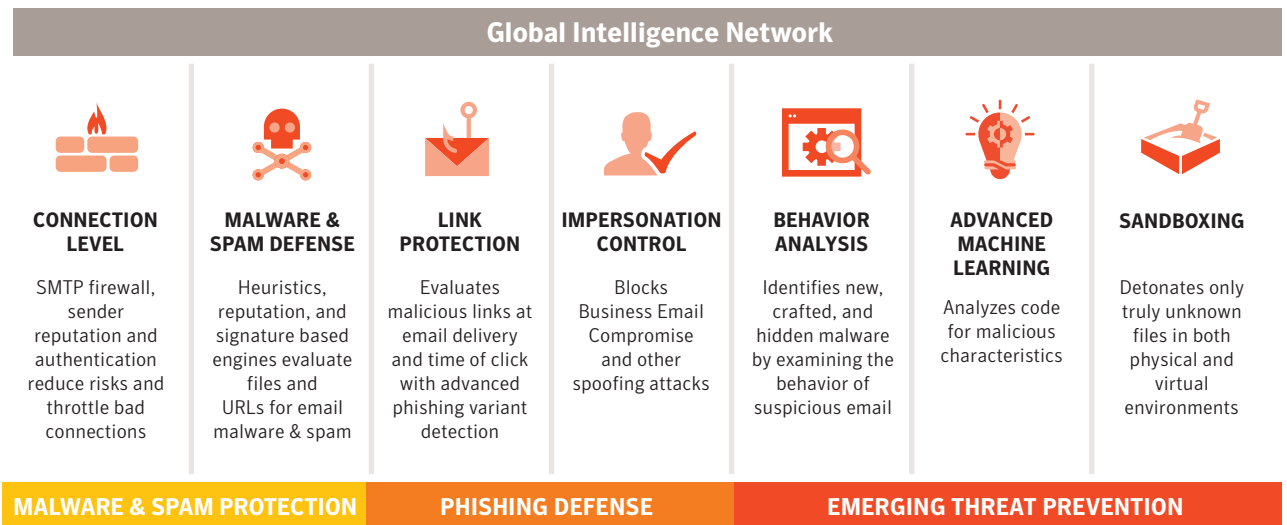 Global Intelligence Network
CONNECTION
LEVEL
SMTP firewall,
sender
reputation and
authentication
reduce risks and
throttle bad
connections
MALWARE &
SPAM DEFENSE
Heuristics,
reputation, and
signature based
engines evaluate
files and
URLs for email
malware & spam
LINK
PROTECTION
Evaluates
malicious links at
email delivery
and time of click
with advanced
phishing variant
detection
IMPERSONATION
CONTROL
Blocks
Business Email
Compromise
and other
spoofing attacks
BEHAVIOR
ANALYSIS
Identifies new,
crafted, and
hidden malware
by examining the
behavior of
suspicious email
ADVANCED
MACHINE
LEARNING
Analyzes code
for malicious
characteristics
SANDBOXING
Detonates only
truly unknown
files in both
physical and
virtual
environments
MALWARE & SPAM PROTECTION
PHISHING DEFENSE
EMERGING THREAT PREVENTION